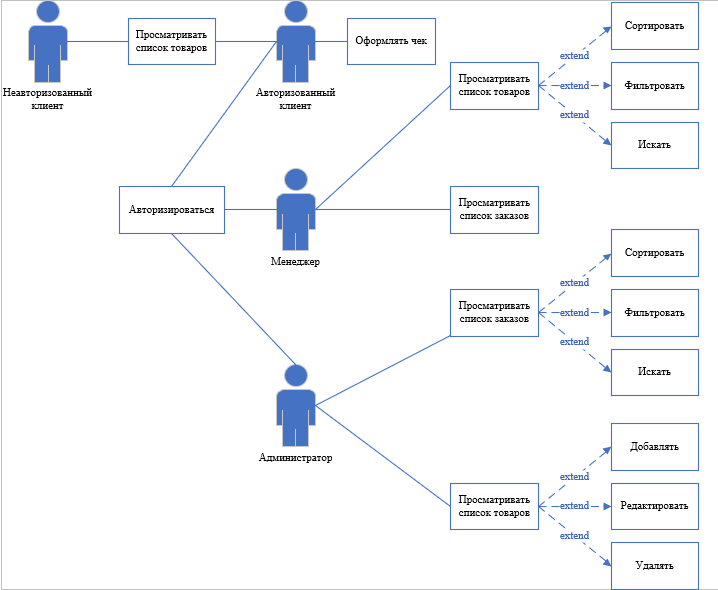 Просматривать
список товаров
Оформлять чек
Неавторизованный
клиент
Авторизованный
клиент
Просматривать
список товаров
extend
extend
extend
Сортировать
Фильтровать
Искать
Авторизироваться
Менеджер
Просматривать
список заказов
Просматривать
список заказов
extend
extend
extend
Сортировать
Фильтровать
Искать
Администратор
Просматривать
список товаров
extend
extend
extend
Добавлять
Редактировать
Удалять